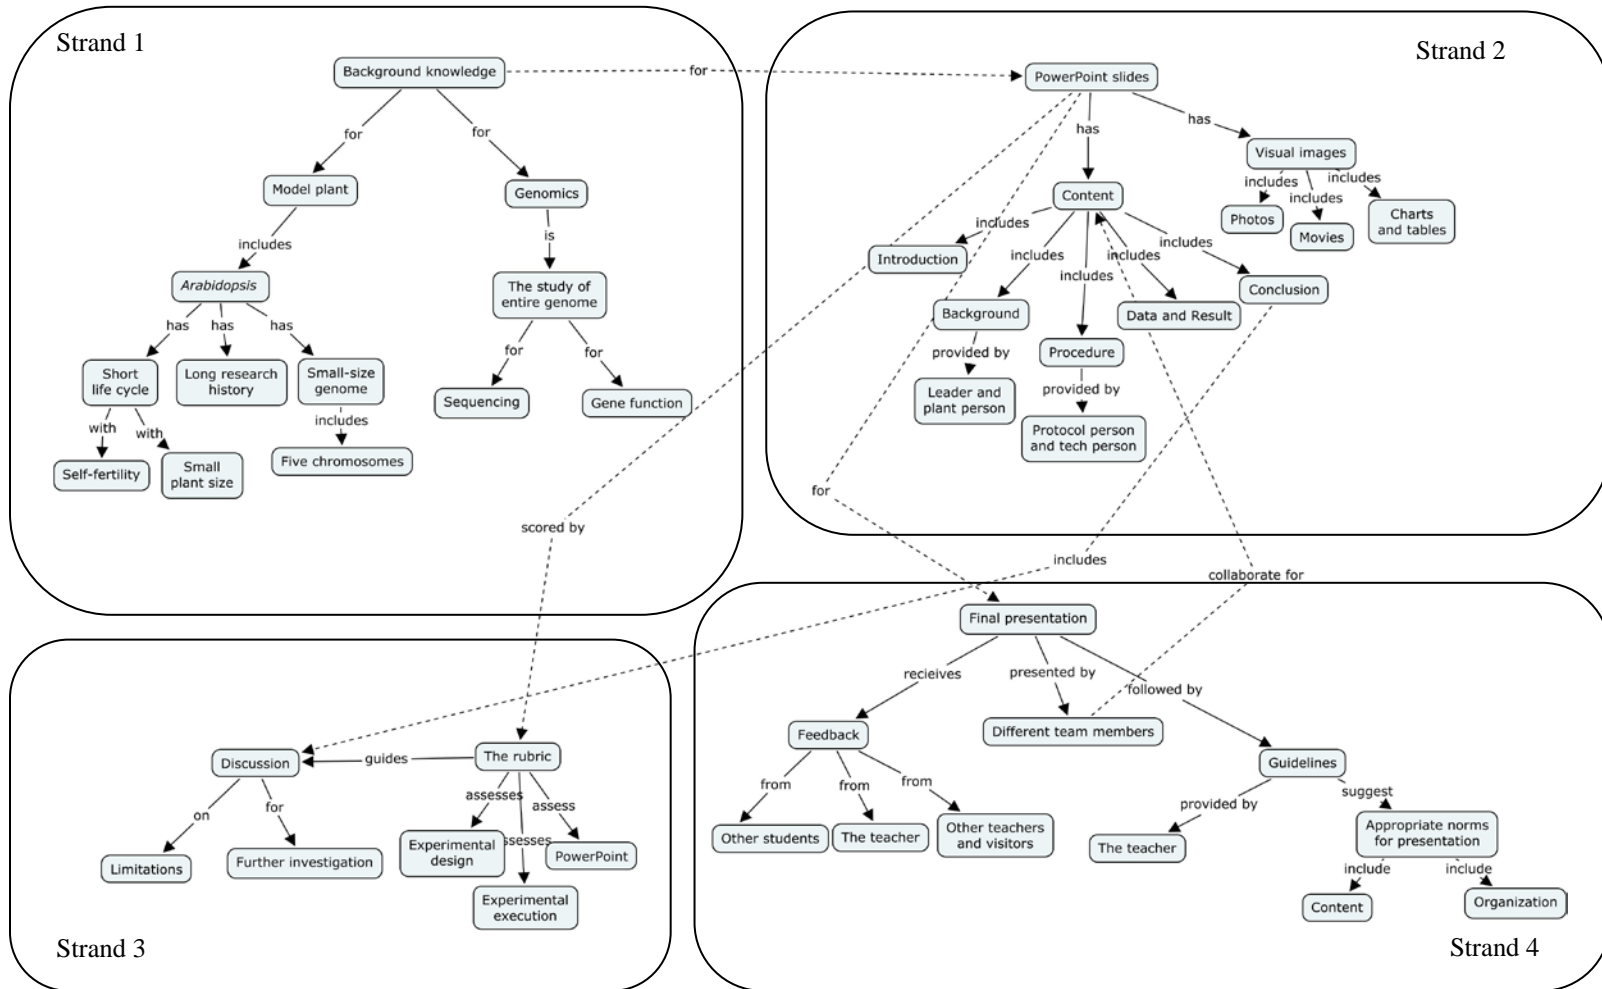 Strand 1
Background knowledge
for
for
Model plant
Genomics
includes
is
Arabidopsis
The study of
entire genome
has
has
has
for
for
Short
life cycle
Long research
history
Small-size
genome
Sequencing
Gene function
with
with
includes
Self-fertility
Small
plant size
Five chromosomes
for
scored by
Strand 2
PowerPoint slides
has
has
Visual images
includes
includes
includes
Photos
Movies
Charts
and tables
Content
includes
includes
includes
includes
includes
Introduction
Background
Procedure
Data and Result
Conclusion
provided by
provided by
Leader and
plant person
Protocol person
and tech person
for
includes
collaborate for
Discussion
guides
The rubric
on
for
assesses
ssesses
assess
Limitations
Further investigation
Experimental
design
PowerPoint
Experimental
execution
Strand 3
Final presentation
recieives
presented by
followed by
Feedback
Different team members
Guidelines
from
from
from
provided by
suggest
Other students
The teacher
Other teachers
and visitors
The teacher
Appropriate norms
for presentation
include
include
Content
Organization
Strand 4